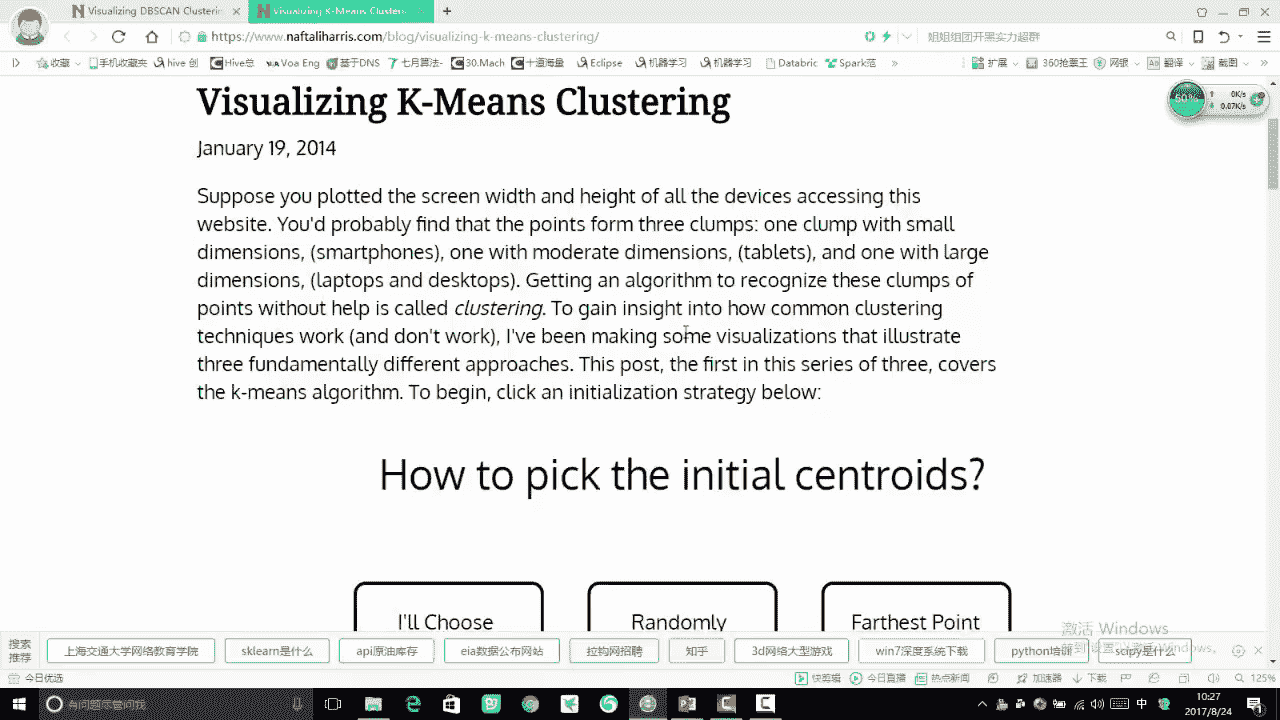 Visualizing DBSCAN Clusterin
Visualizing K-Means Clusters
https://www.naftaliharris.com/blog/visualizing-k-means-clustering/
姐姐组团开黑实力超群
收藏 手机收藏夹 hive 创 Hive总 Voa Eng 基于DNS 七月算法- 30.Mach 十道海量 Eclipse 机器学习 机器学习 Databric Spark范 » 扩展 360抢票王 网银 翻译 截图 »
Visualizing K-Means Clustering
60%
0K/s
0.07K/s
January 19, 2014
Suppose you plotted the screen width and height of all the devices accessing this
website. You'd probably find that the points form three clumps: one clump with small
dimensions, (smartphones), one with moderate dimensions, (tablets), and one with large
dimensions, (laptops and desktops). Getting an algorithm to recognize these clumps of
points without help is called clustering. To gain insight into how common clustering
techniques work (and don't work), I've been making some visualizations that illustrate
three fundamentally different approaches. This post, the first in this series of three, covers
the k-means algorithm. To begin, click an initialization strategy below:
How to pick the initial centroids?
I'll Choose
Randomly
Farthest Point
激活 Windows
搜索
推荐
上海交通大学网络教育学院 sklearn是什么 api原油库存 eia数据公布网站 拉钩网招聘 知乎 3d网络大型游戏 win7深度系统下载 python培训 scipy是什么
今日优选
快剪辑 今日直播 热点新闻 加速器 下载 125%
有问题尽管问我
中
10:27
2017/8/24